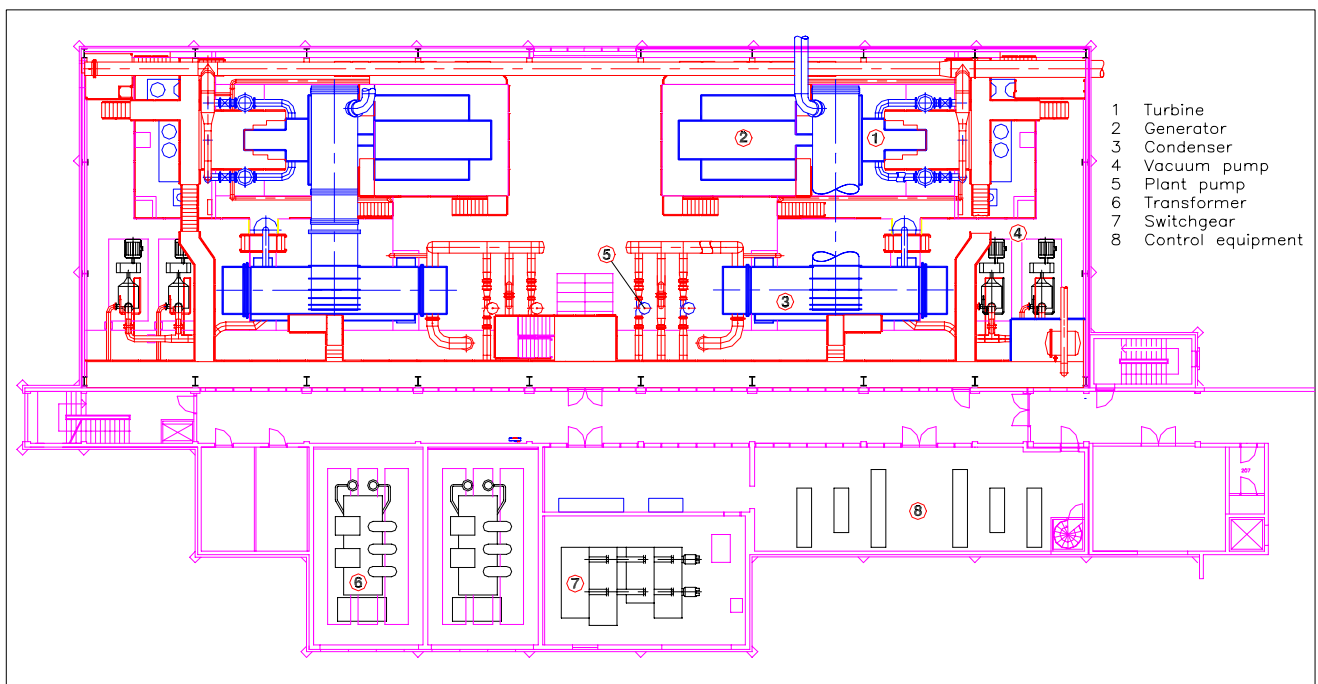 2
1
1 Turbine
2 Generator
3 Condenser
4 Vacuum pump
5 Plant pump
6 Transformer
7 Switchgear
8 Control equipment
4
5
3
207
8
6
7